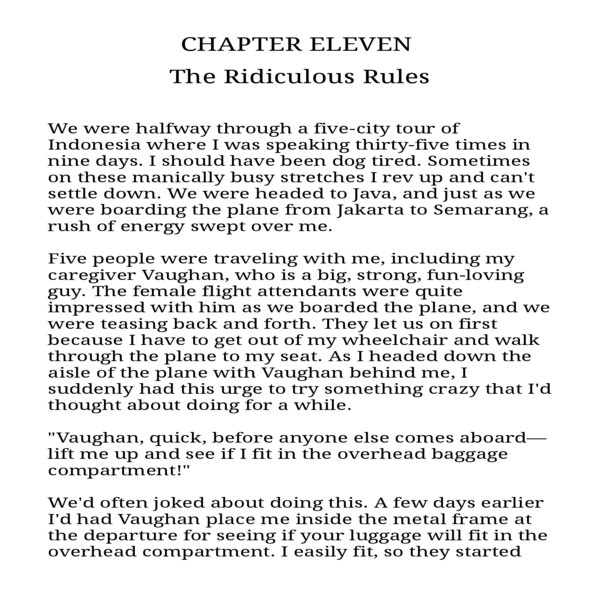 CHAPTER ELEVEN
The Ridiculous Rules
We were halfway through a five-city tour of
Indonesia where I was speaking thirty-five times in
nine days. I should have been dog tired. Sometimes
on these manically busy stretches I rev up and can't
settle down. We were headed to Java, and just as we
were boarding the plane from Jakarta to Semarang, a
rush of energy swept over me.
Five people were traveling with me, including my
caregiver Vaughan, who is a big, strong, fun-loving
guy. The female flight attendants were quite
impressed with him as we boarded the plane, and we
were teasing back and forth. They let us on first
because I have to get out of my wheelchair and walk
through the plane to my seat. As I headed down the
aisle of the plane with Vaughan behind me, I
suddenly had this urge to try something crazy that I'd
thought about doing for a while.
"Vaughan, quick, before anyone else comes aboard—
lift me up and see if I fit in the overhead baggage
compartment!"
We'd often joked about doing this. A few days earlier
I'd had Vaughan place me inside the metal frame at
the departure for seeing if your luggage will fit in the
overhead compartment. I easily fit, so they started